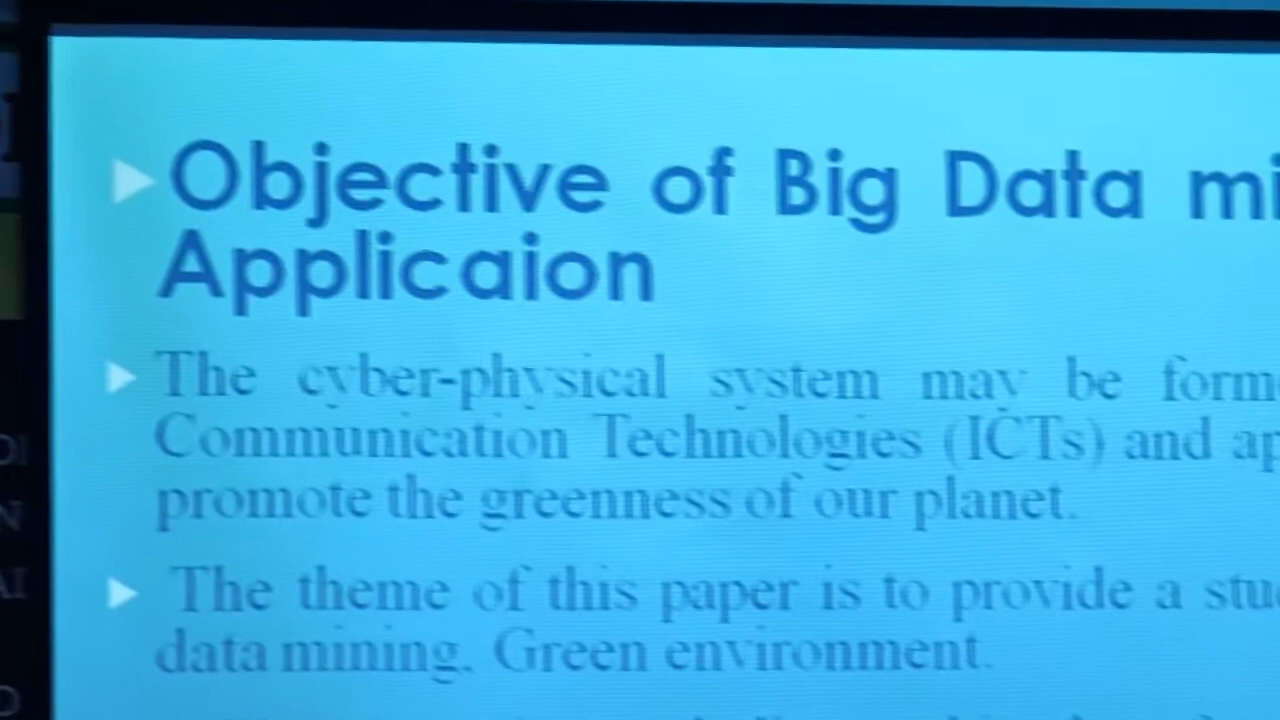 Objective of Big Data mi
Applicaion
The cyber-physical system may be form
Communication Technologies (ICTs) and ap
promote the greenness of our planet.
The theme of this paper is to provide a stu
data mining. Green environment.